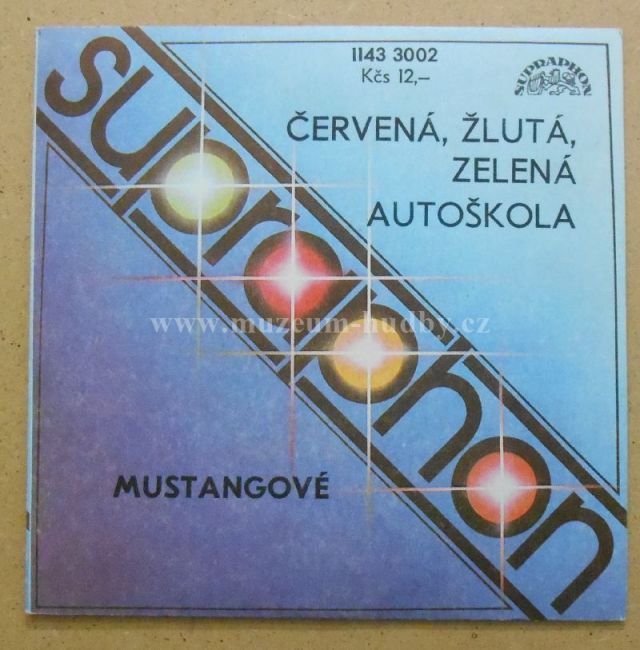 1143 3002
Kčs 12,–
SUPRAPHON
ČERVENÁ, ŽLUTÁ,
ZELENÁ
AUTOŠKOLA
supraphon
www.muzeum-hudby.cz
MUSTANGOVÉ